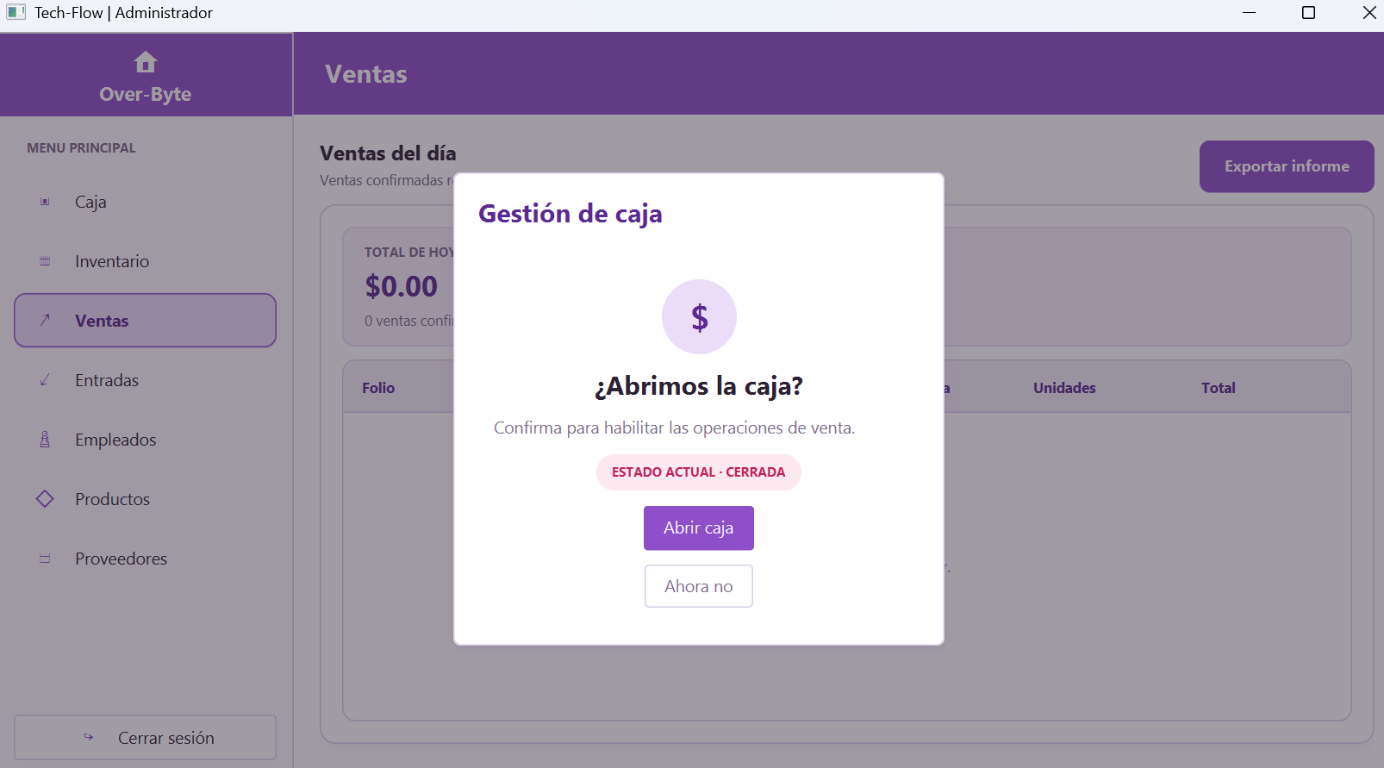 Tech-Flow | Administrador
Over-Byte
Ventas
MENU PRINCIPAL
Caja
Inventario
Ventas
Entradas
Empleados
Productos
Proveedores
Cerrar sesión
Ventas del día
Ventas confirmadas
Exportar informe
TOTAL DE HOY
$0.00
0 ventas
Folio
Unidades
Total
Gestión de caja
$
¿Abrimos la caja?
Confirma para habilitar las operaciones de venta.
ESTADO ACTUAL · CERRADA
Abrir caja
Ahora no